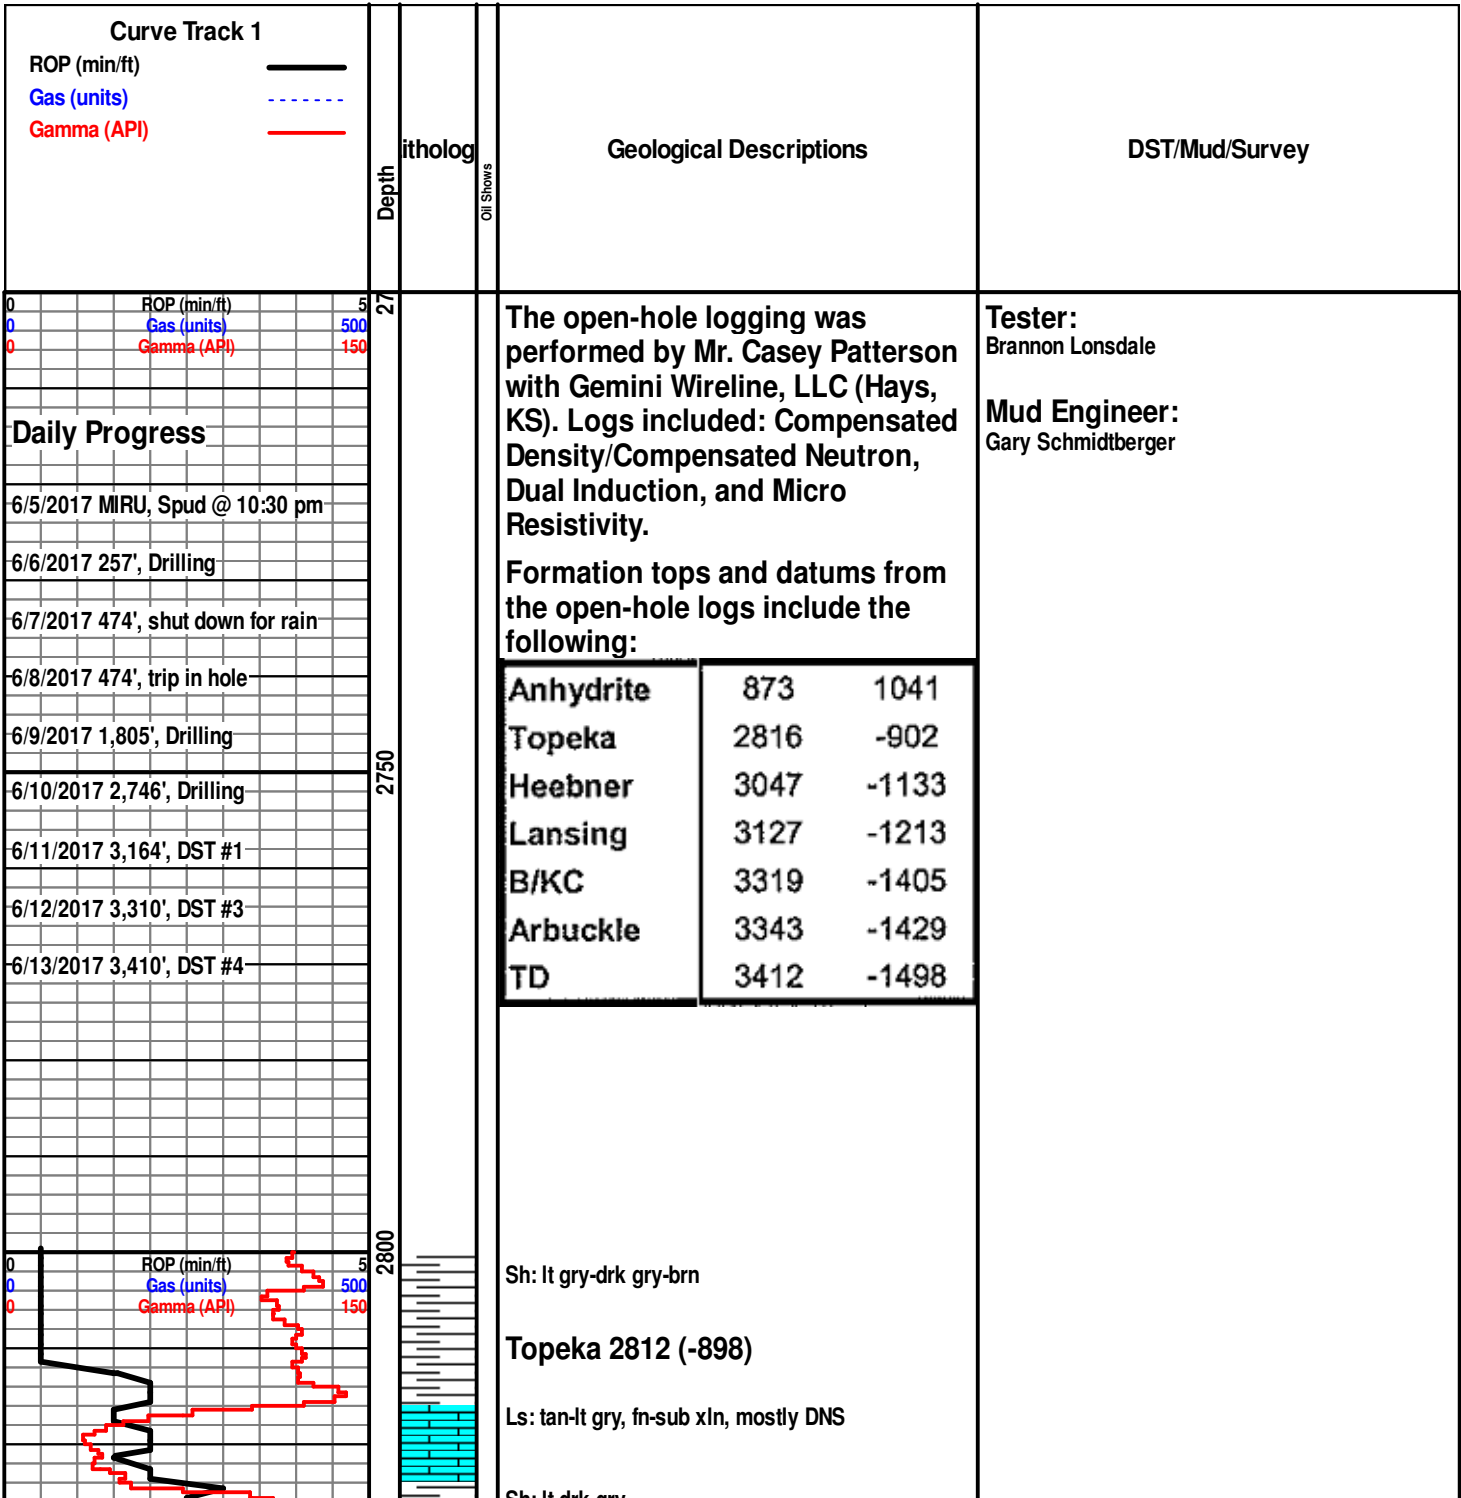 Curve Track 1
ROP (min/ft)
Gas (units)
Gamma (API)
Depth
itholog
Oil Shows
Geological Descriptions
DST/Mud/Survey
0 ROP (min/ft) 5
0 Gas (units) 500
0 Gamma (API) 150
27
Daily Progress
6/5/2017 MIRU, Spud @ 10:30 pm
6/6/2017 257', Drilling
6/7/2017 474', shut down for rain
6/8/2017 474', trip in hole
6/9/2017 1,805', Drilling
6/10/2017 2,746', Drilling
6/11/2017 3,164', DST #1
6/12/2017 3,310', DST #3
6/13/2017 3,410', DST #4
2750
The open-hole logging was
performed by Mr. Casey Patterson
with Gemini Wireline, LLC (Hays,
KS). Logs included: Compensated
Density/Compensated Neutron,
Dual Induction, and Micro
Resistivity.
Formation tops and datums from
the open-hole logs include the
following:
Anhydrite 873 1041
Topeka 2816 -902
Heebner 3047 -1133
Lansing 3127 -1213
B/KC 3319 -1405
Arbuckle 3343 -1429
TD 3412 -1498
Tester:
Brannon Lonsdale
Mud Engineer:
Gary Schmidtberger
2800
0 ROP (min/ft) 5
0 Gas (units) 500
0 Gamma (API) 150
Sh: lt gry-drk gry-brn
Topeka 2812 (-898)
Ls: tan-lt gry, fn-sub xln, mostly DNS
Sh: lt drk gry